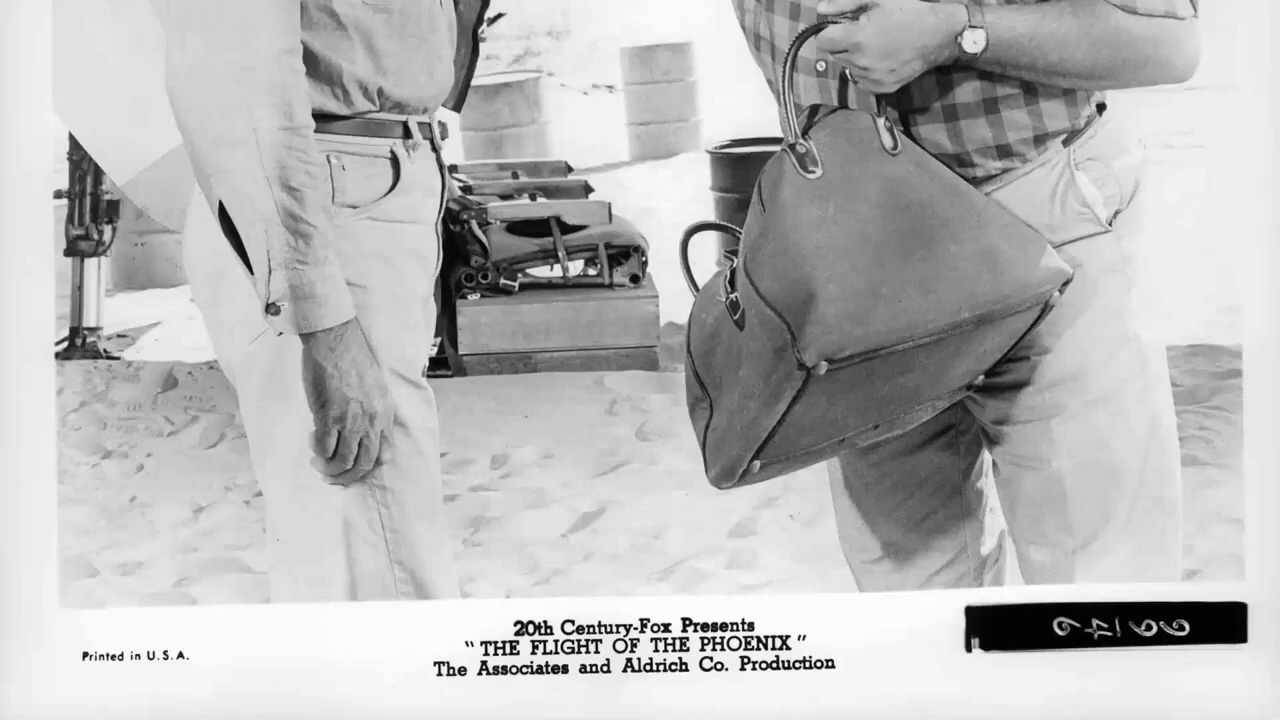 20th Century-Fox Presents
"THE FLIGHT OF THE PHOENIX"
The Associates and Aldrich Co. Production
Printed in U.S.A.